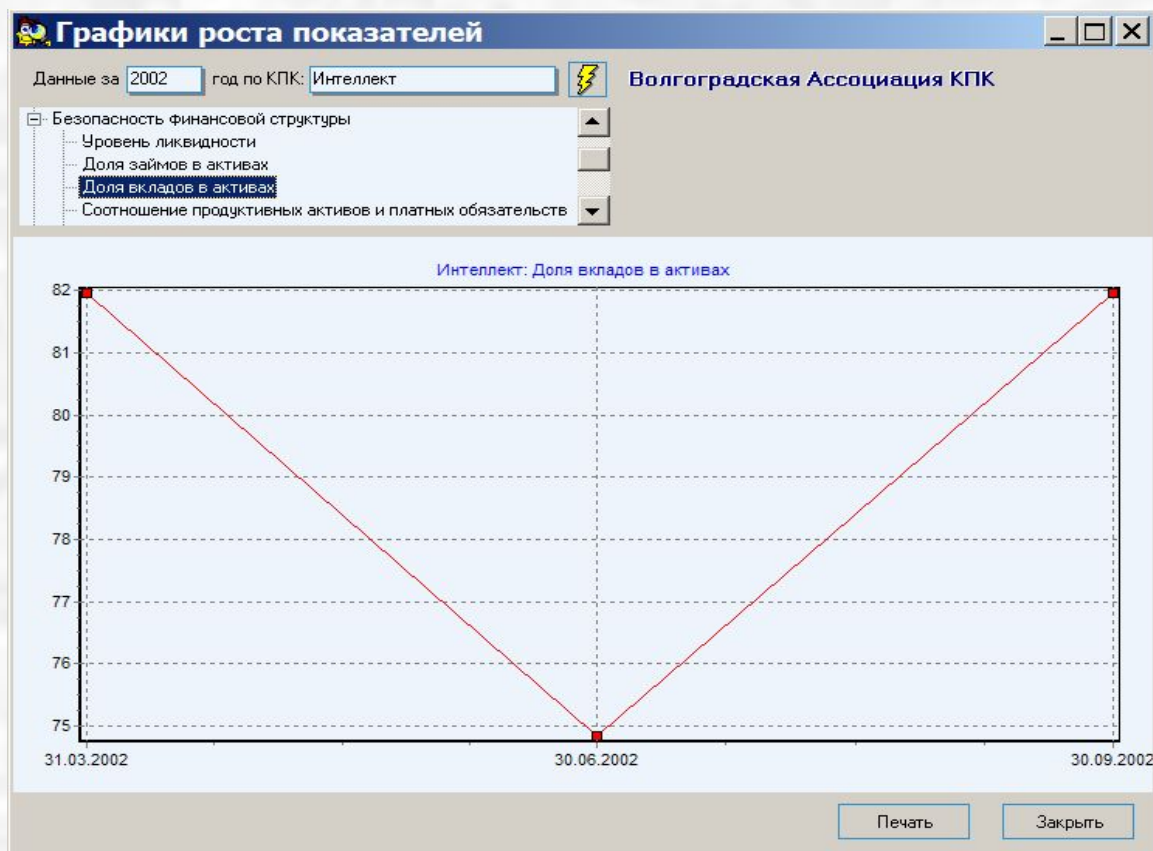 Графики роста показателей
Данные за 2002 год по КПК: Интеллект
Волгоградская Ассоциация КПК
Безопасность финансовой структуры
Уровень ликвидности
Доля займов в активах
Доля вкладов в активах
Соотношение продуктивных активов и платных обязательств
Интеллект: Доля вкладов в активах
82
81
80
79
78
77
76
75
31.03.2002 30.06.2002 30.09.2002
Печать Закрыть